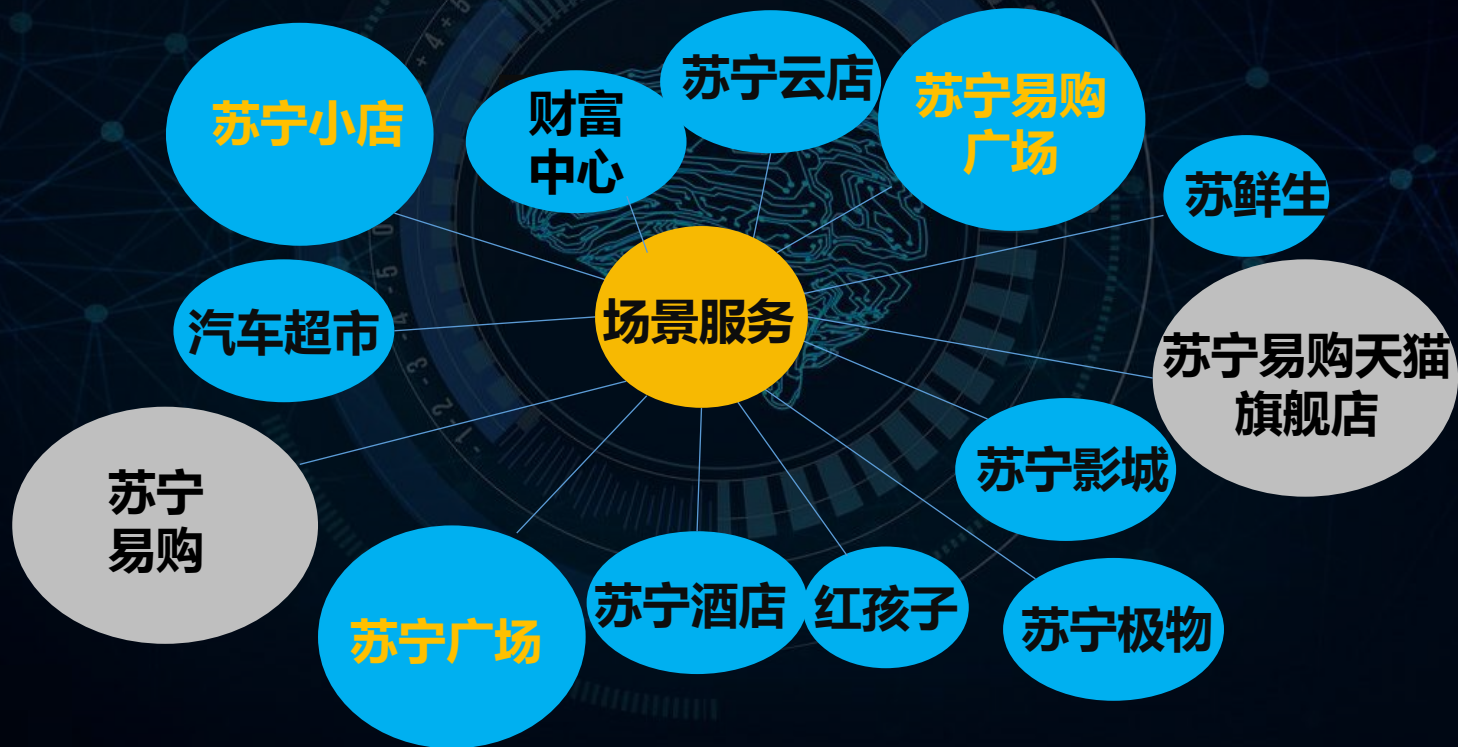 苏宁小店
财富
中心
苏宁云店
苏宁易购
广场
苏鲜生
汽车超市
场景服务
苏宁易购天猫
旗舰店
苏宁
易购
苏宁影城
苏宁广场
苏宁酒店
红孩子
苏宁极物